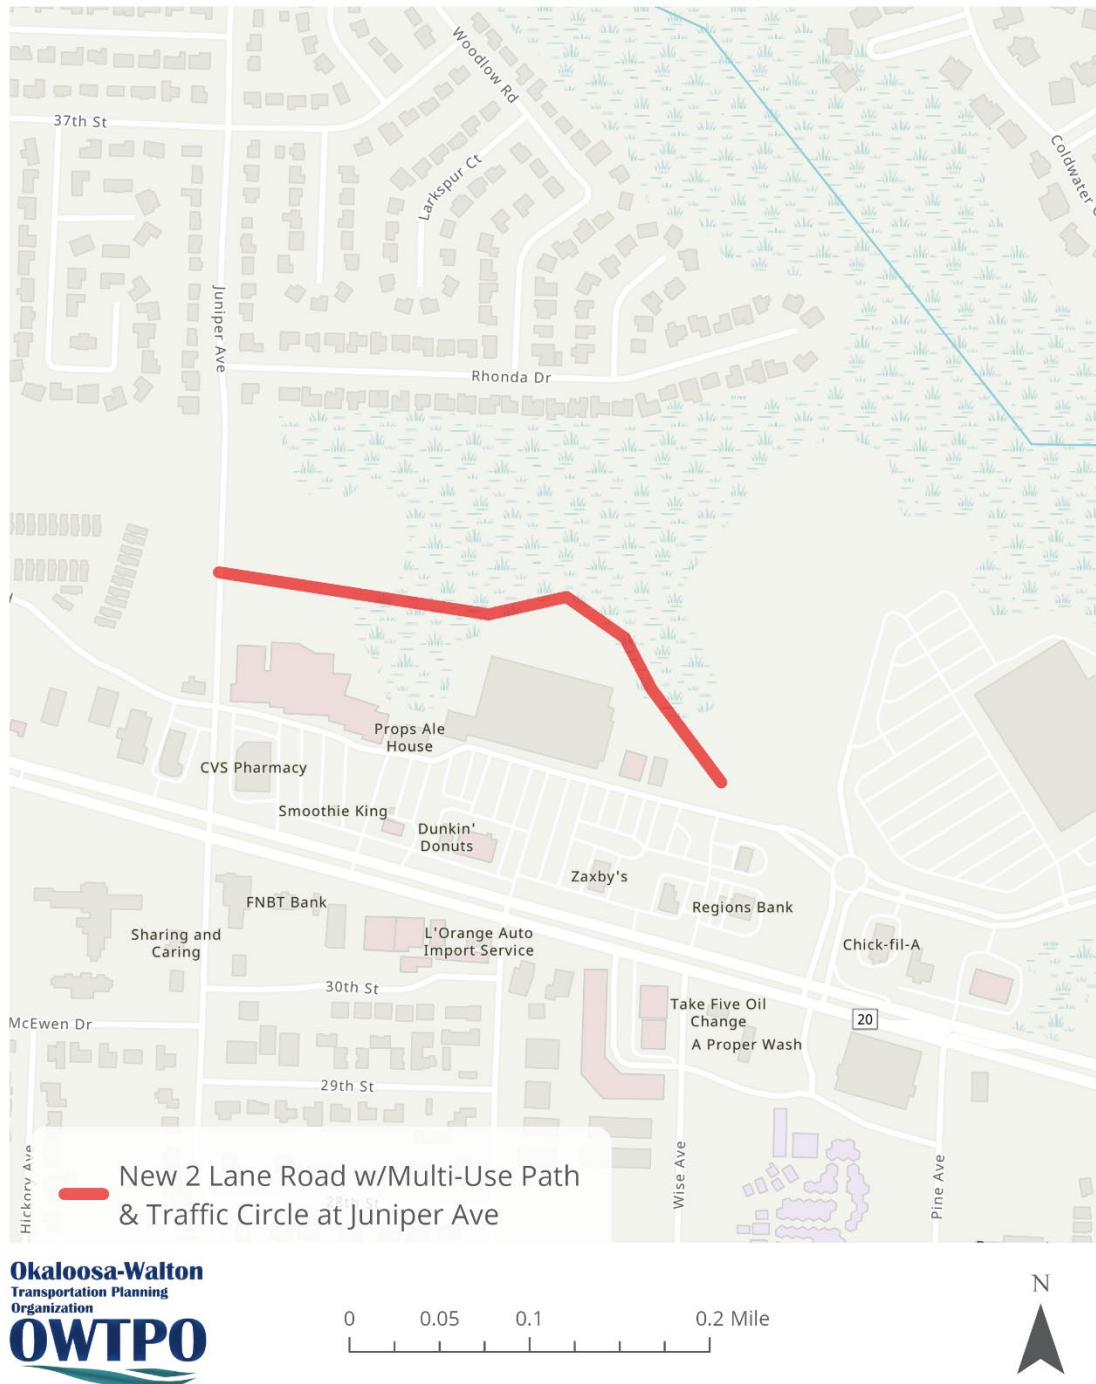 Woodlow Rd
37th St
Larkspur Ct
Coldwater
Juniper Ave
Rhonda Dr
Props Ale
House
CVS Pharmacy
Smoothie King
Dunkin'
Donuts
Zaxby's
FNBT Bank
Regions Bank
Sharing and
Caring
L'Orange Auto
Import Service
Chick-fil-A
30th St
Take Five Oil
Change
20
McEwen Dr
A Proper Wash
29th St
Hickory Ave
Wise Ave
Pine Ave
New 2 Lane Road w/Multi-Use Path
& Traffic Circle at Juniper Ave
28th St
Okaloosa-Walton
Transportation Planning
Organization
OWTPO
0 0.05 0.1 0.2 Mile
N